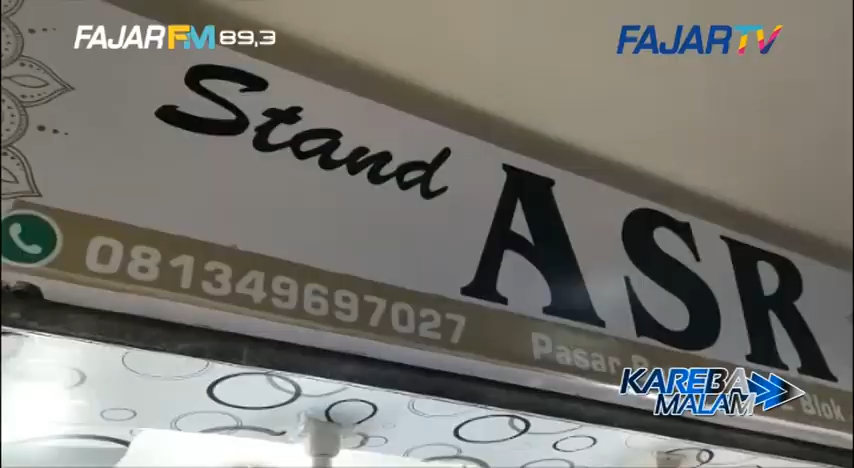 FAJAR FM 89,3
FAJAR TV
Stand ASR
081349697027
Pasar
Blok
KAREBA MALAM